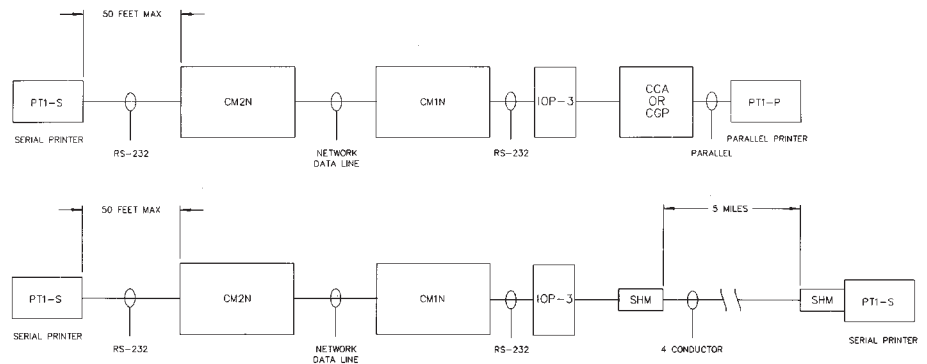 50 FEET MAX
PT1-S
CM2N
CM1N
IOP-3
CCA
OR
CGP
PT1-P
SERIAL PRINTER
PARALLEL PRINTER
RS-232
NETWORK
DATA LINE
RS-232
PARALLEL
50 FEET MAX
5 MILES
PT1-S
CM2N
CM1N
IOP-3
SHM
SHM
PT1-S
SERIAL PRINTER
SERIAL PRINTER
RS-232
NETWORK
DATA LINE
RS-232
4 CONDUCTOR